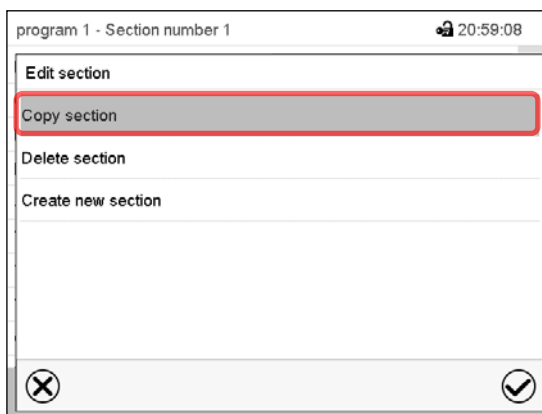 program 1 - Section number 1 20:59:08
Edit section
Copy section
Delete section
Create new section